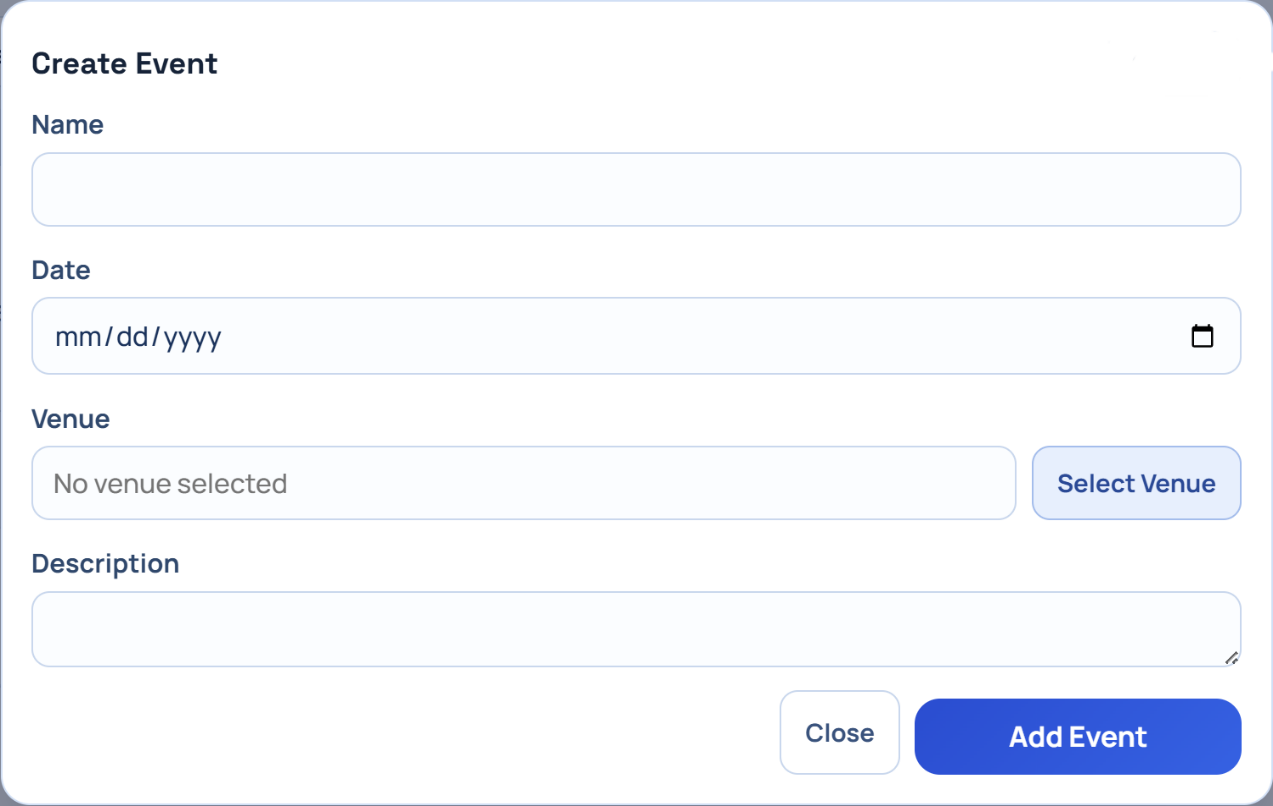 Create Event
Name
Date
mm/dd/yyyy
Venue
No venue selected
Select Venue
Description
Close
Add Event